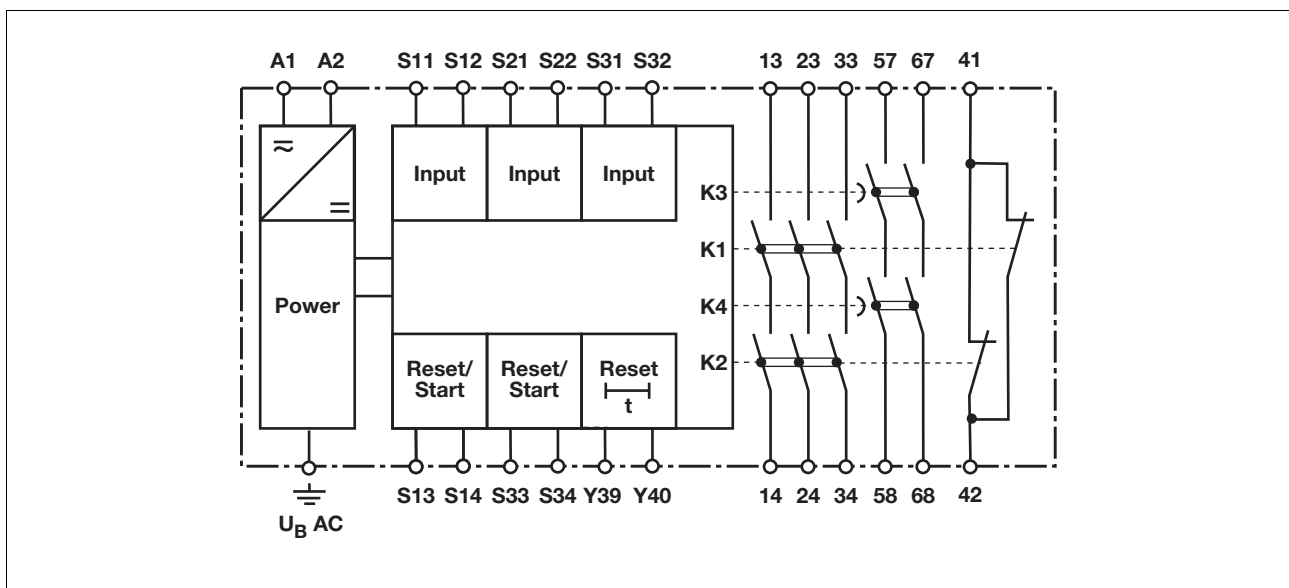 A1 A2 S11 S12 S21 S22 S31 S32 13 23 33 57 67 41
Input Input Input
K3
K1
K4
Power
K2
Reset/
Start
Reset/
Start
Reset
t
S13 S14 S33 S34 Y39 Y40 14 24 34 58 68 42
UB AC